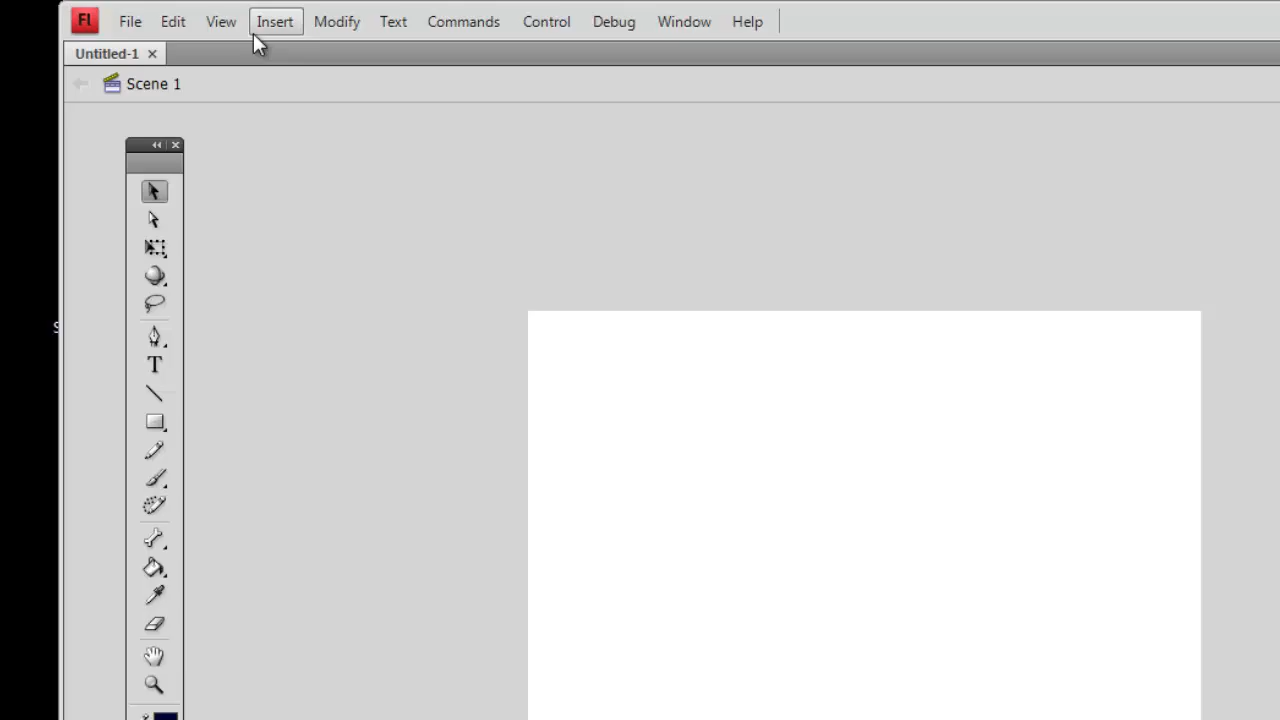 Fl File Edit View Insert Modify Text Commands Control Debug Window Help
Untitled-1
Scene 1
S
T